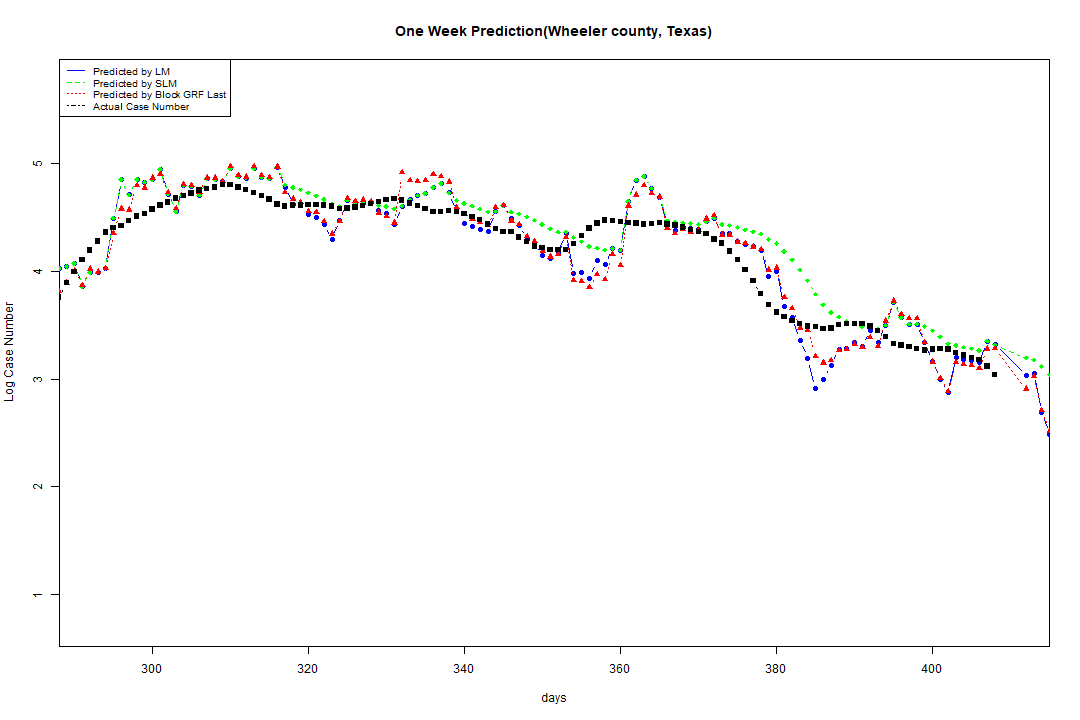 One Week Prediction(Wheeler county, Texas)
Predicted by LM
Predicted by SLM
Predicted by Block GRF Last
Actual Case Number
5
4
3
2
1
Log Case Number
300 320 340 360 380 400
days